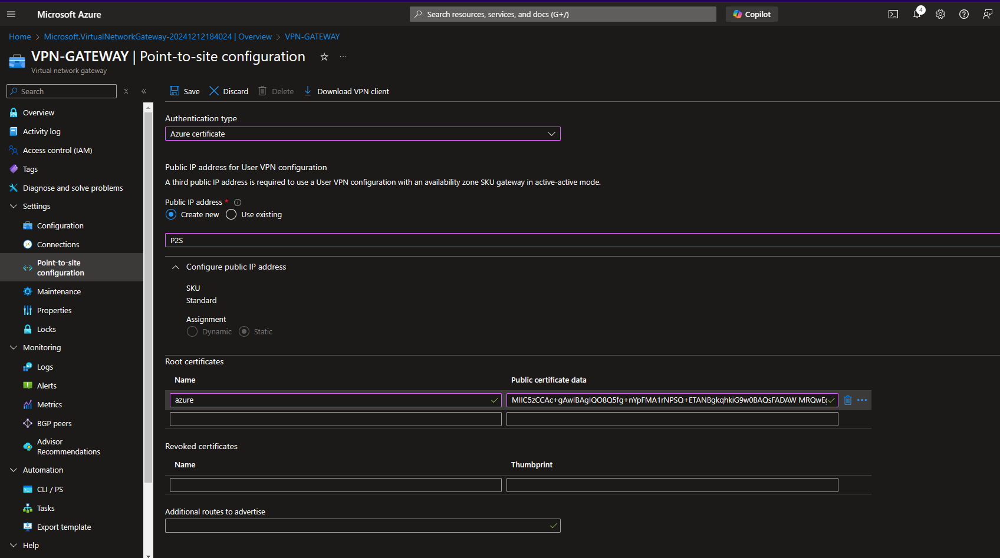 Microsoft Azure
Search resources, services, and docs (G+/)
Copilot
4
Home > Microsoft.VirtualNetworkGateway-20241212184024 | Overview > VPN-GATEWAY
VPN-GATEWAY | Point-to-site configuration
Virtual network gateway
Search
Save
Discard
Delete
Download VPN client
Overview
Activity log
Access control (IAM)
Tags
Diagnose and solve problems
Settings
Configuration
Connections
Point-to-site
configuration
Maintenance
Properties
Locks
Monitoring
Logs
Alerts
Metrics
BGP peers
Advisor
Recommendations
Automation
CLI / PS
Tasks
Export template
Help
Authentication type
Azure certificate
Public IP address for User VPN configuration
A third public IP address is required to use a User VPN configuration with an availability zone SKU gateway in active-active mode.
Public IP address *
Create new
Use existing
P2S
Configure public IP address
SKU
Standard
Assignment
Dynamic
Static
Root certificates
Name
Public certificate data
azure
MIIC5zCCAc+gAwIBAgIQO8Q5fg+nYpFMA1rNPSQ+ETANBgkqhkiG9w0BAQsFADAW MRQwEg
Revoked certificates
Name
Thumbprint
Additional routes to advertise